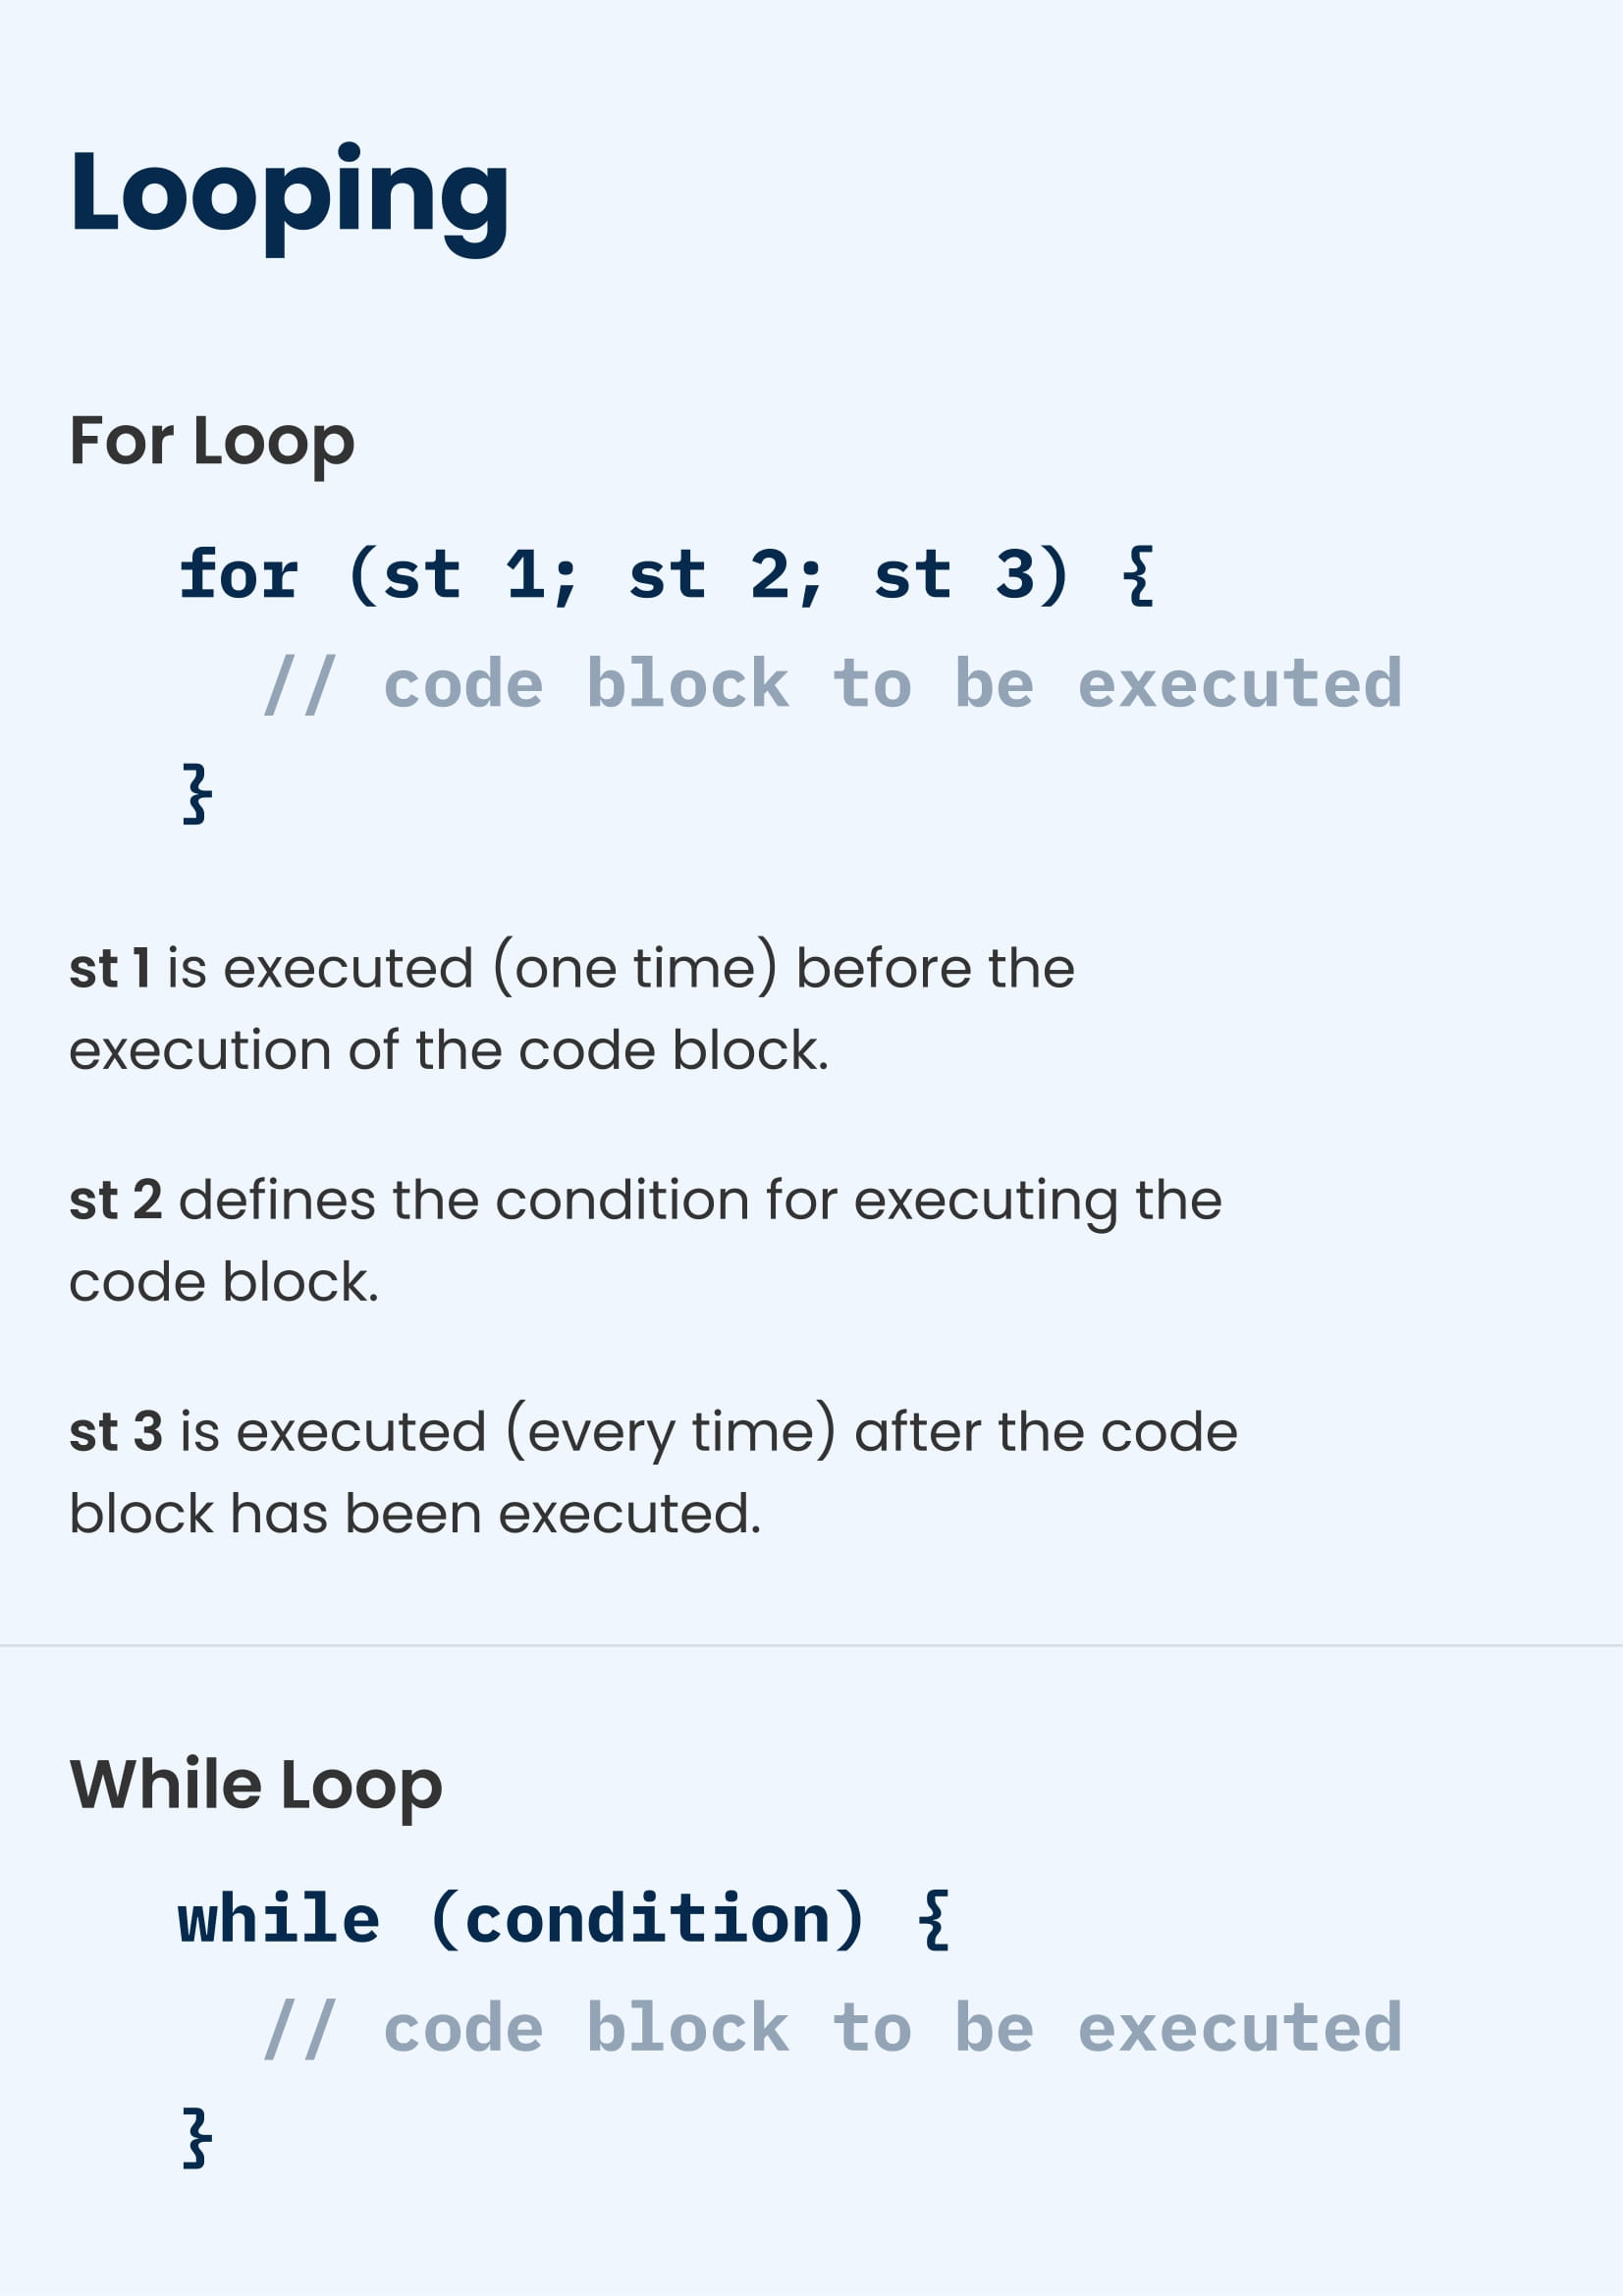 Looping
For Loop
for (st 1; st 2; st 3) {
// code block to be executed
}
st 1 is executed (one time) before the
execution of the code block.
st 2 defines the condition for executing the
code block.
st 3 is executed (every time) after the code
block has been executed.
While Loop
while (condition) {
// code block to be executed
}